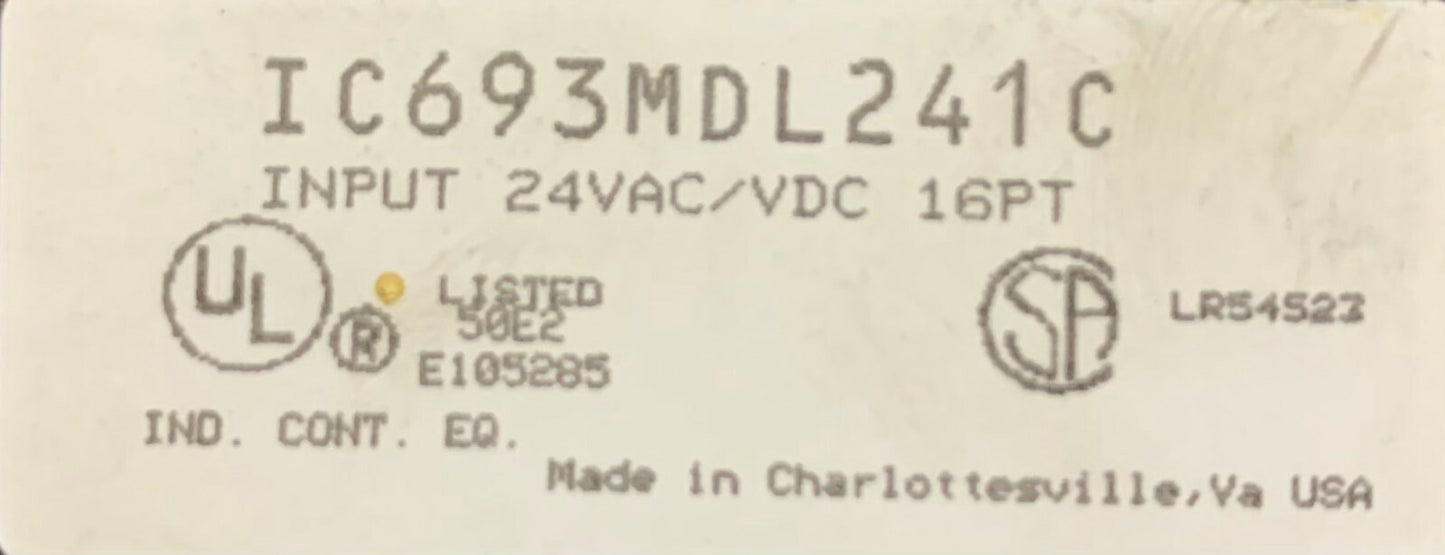 IC693MDL241C
INPUT 24VAC/VDC 16PT
UL ® LISTED
50E2
E105285
SA LR54523
IND. CONT. EQ.
Made in Charlottesville,Va USA